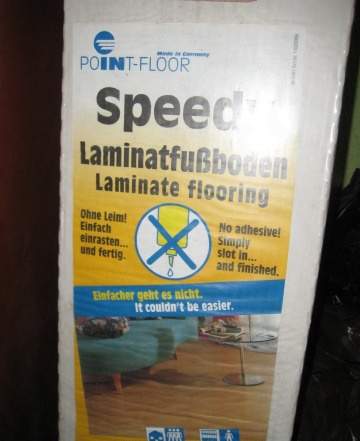 Made in Germany
POINT-FLOOR
Speedy
Laminatfußboden
Laminate flooring
Ohne Leim!
Einfach
einrasten...
und fertig.
No adhesive!
Simply
slot in...
and finished.
Einfacher geht es nicht.
It couldn't be easier.